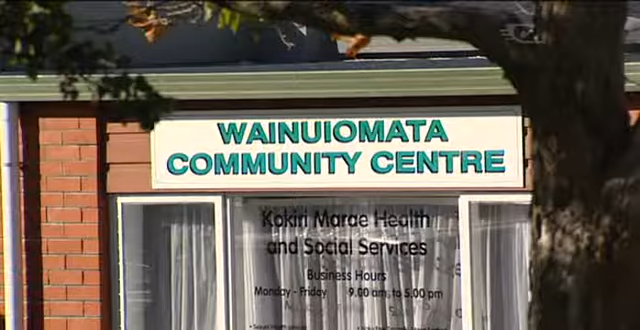 WAINUIOMATA
COMMUNITY CENTRE
Kokiri Marae Health
and Social Services
Business Hours
Monday - Friday 9.00 am, to 5.00 pm